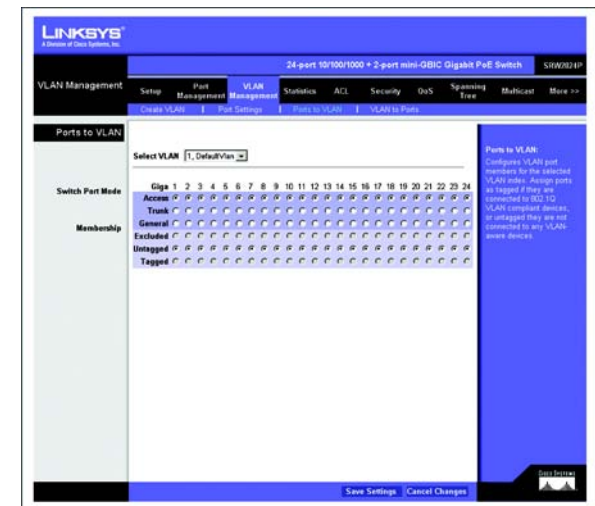 LINKSYS®
A Division of Cisco Systems, Inc.
24-port 10/100/1000 + 2-port mini-GBIC Gigabit PoE Switch SRW2024P
VLAN Management
Setup Port Management VLAN Management Statistics ACL Security QoS Spanning Tree Multicast More >>
Create VLAN | Port Settings | Ports to VLAN | VLAN to Ports
Ports to VLAN
Select VLAN 1, DefaultVlan
Switch Port Mode
Giga 1 2 3 4 5 6 7 8 9 10 11 12 13 14 15 16 17 18 19 20 21 22 23 24
Access
Trunk
General
Membership
Excluded
Untagged
Tagged
Ports to VLAN:
Configures VLAN port
members for the selected
VLAN index. Assign ports
as tagged if they are
connected to 802.1Q
VLAN compliant devices,
or untagged they are not
connected to any VLAN-
aware devices.
Save Settings Cancel Changes
CISCO SYSTEMS